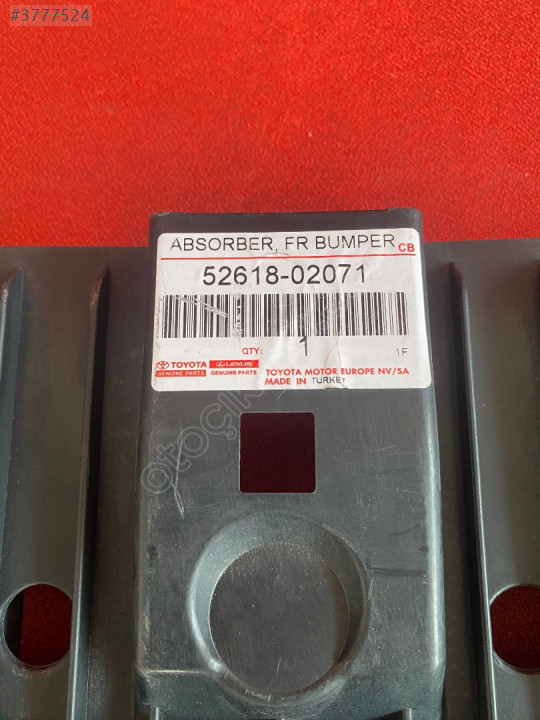 #3777524
ABSORBER, FR BUMPER CB
52618-02071
QTY: 1 1F
TOYOTA LEXUS
GENUINE PARTS GENUINE PARTS
TOYOTA MOTOR EUROPE NV/SA
MADE IN TURKEY